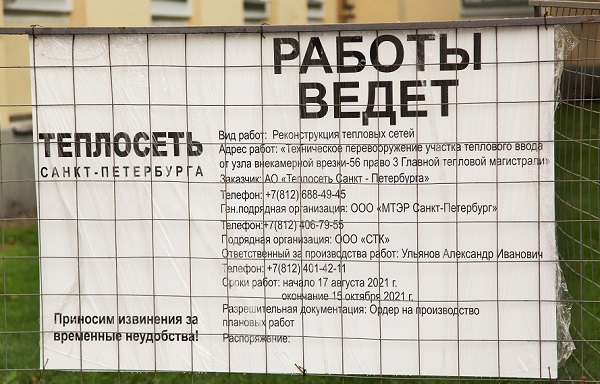 РАБОТЫ
ВЕДЕТ
ТЕПЛОСЕТЬ
САНКТ-ПЕТЕРБУРГА
Вид работ: Реконструкция тепловых сетей
Адрес работ: «Техническое перевооружение участка теплового ввода
от узла внекамерной врезки-56 право 3 Главной тепловой магистрали»
Заказчик: АО «Теплосеть Санкт - Петербурга»
Телефон: +7(812) 688-49-45
Ген.подрядная организация: ООО «МТЭР Санкт-Петербург»
Телефон:+7(812) 406-79-55
Подрядная организация: ООО «СТК»
Ответственный за производства работ: Ульянов Александр Иванович
Телефон: +7(812) 401-42-11
Сроки работ: начало 17 августа 2021 г.
окончание 15 октября 2021 г.
Разрешительная документация: Ордер на производство
плановых работ
Распоряжение:
Приносим извинения за
временные неудобства!